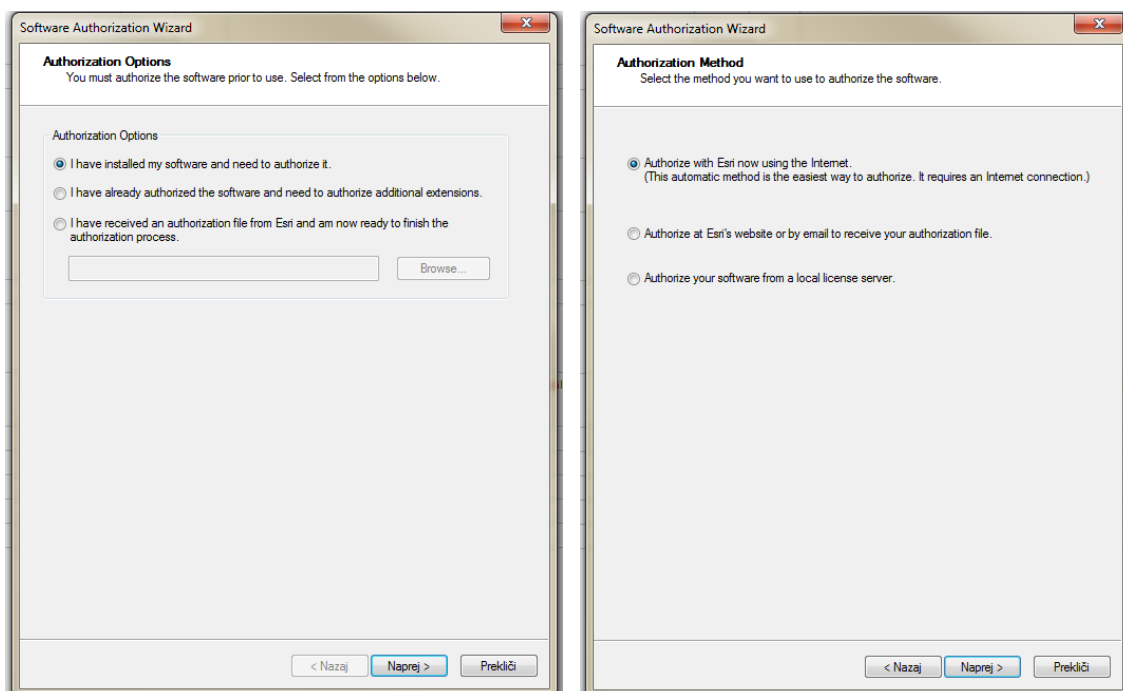 Software Authorization Wizard
Authorization Options
You must authorize the software prior to use. Select from the options below.
Authorization Options
I have installed my software and need to authorize it.
I have already authorized the software and need to authorize additional extensions.
I have received an authorization file from Esri and am now ready to finish the
authorization process.
Browse...
< Nazaj
Naprej >
Prekliči
Software Authorization Wizard
Authorization Method
Select the method you want to use to authorize the software.
Authorize with Esri now using the Internet.
(This automatic method is the easiest way to authorize. It requires an Internet connection.)
Authorize at Esri's website or by email to receive your authorization file.
Authorize your software from a local license server.
< Nazaj
Naprej >
Prekliči